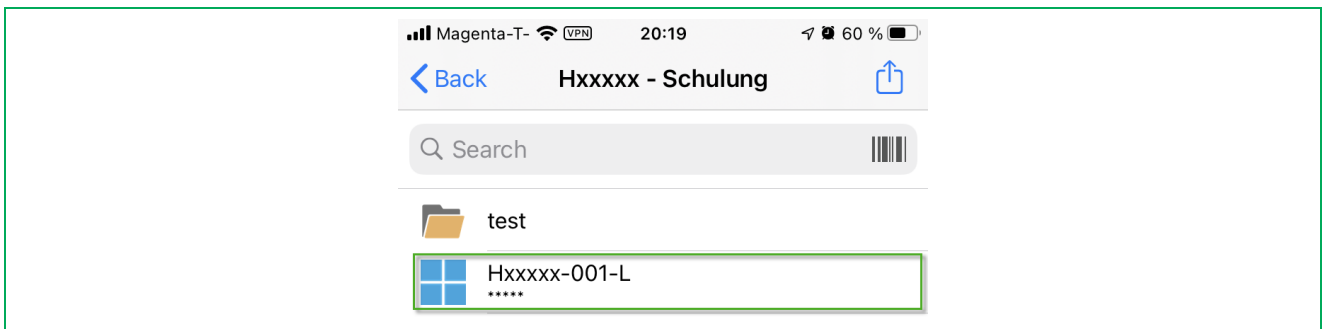 Magenta-T- VPN 20:19 60 %
Back Hxxxxx - Schulung
Search
test
Hxxxxx-001-L
*****